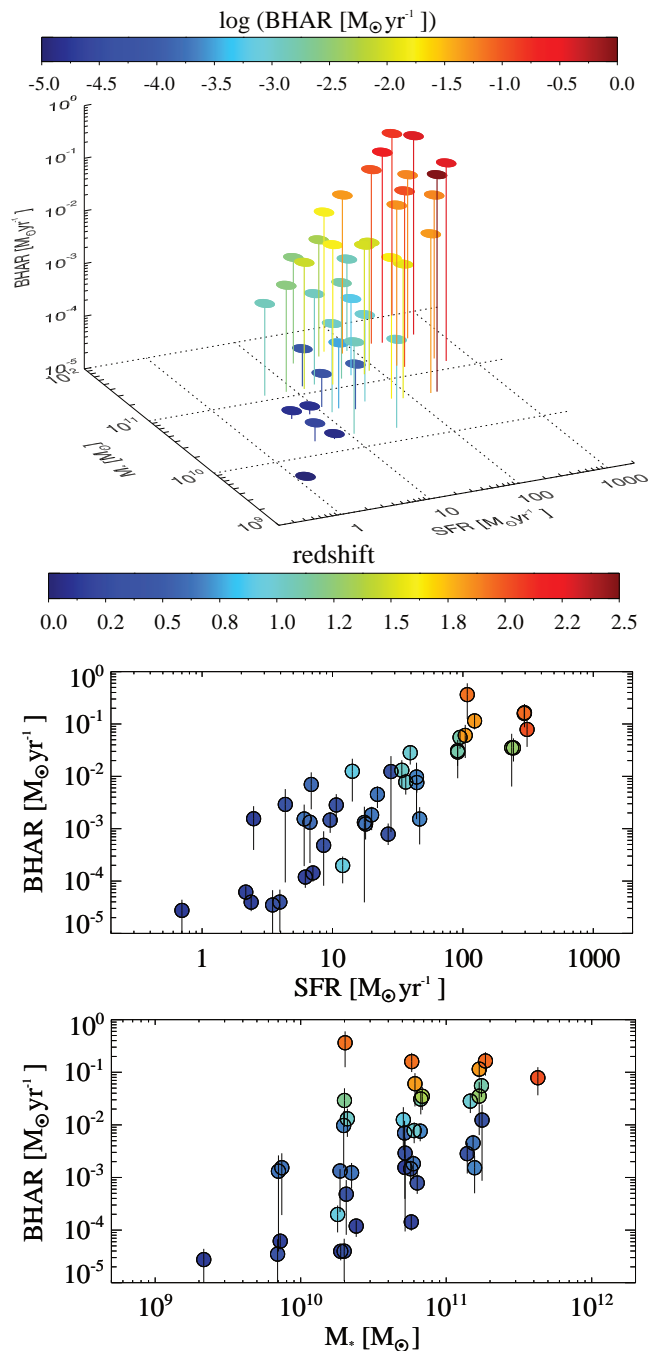 log (BHAR [M⊙yr⁻¹ ])
-5.0 -4.5 -4.0 -3.5 -3.0 -2.5 -2.0 -1.5 -1.0 -0.5 0.0
10⁰
10⁻¹
10⁻²
10⁻³
10⁻⁴
10⁻⁵
BHAR [M⊙yr⁻¹]
10¹²
10¹¹
10¹⁰
10⁹
M* [M⊙]
1
10
100
1000
SFR [M⊙yr⁻¹]
redshift
0.0 0.2 0.5 0.8 1.0 1.2 1.5 1.8 2.0 2.2 2.5
10⁰
10⁻¹
10⁻²
10⁻³
10⁻⁴
10⁻⁵
BHAR [M⊙yr⁻¹]
1 10 100 1000
SFR [M⊙yr⁻¹ ]
10⁰
10⁻¹
10⁻²
10⁻³
10⁻⁴
10⁻⁵
BHAR [M⊙yr⁻¹]
10⁹ 10¹⁰ 10¹¹ 10¹²
M* [M⊙]